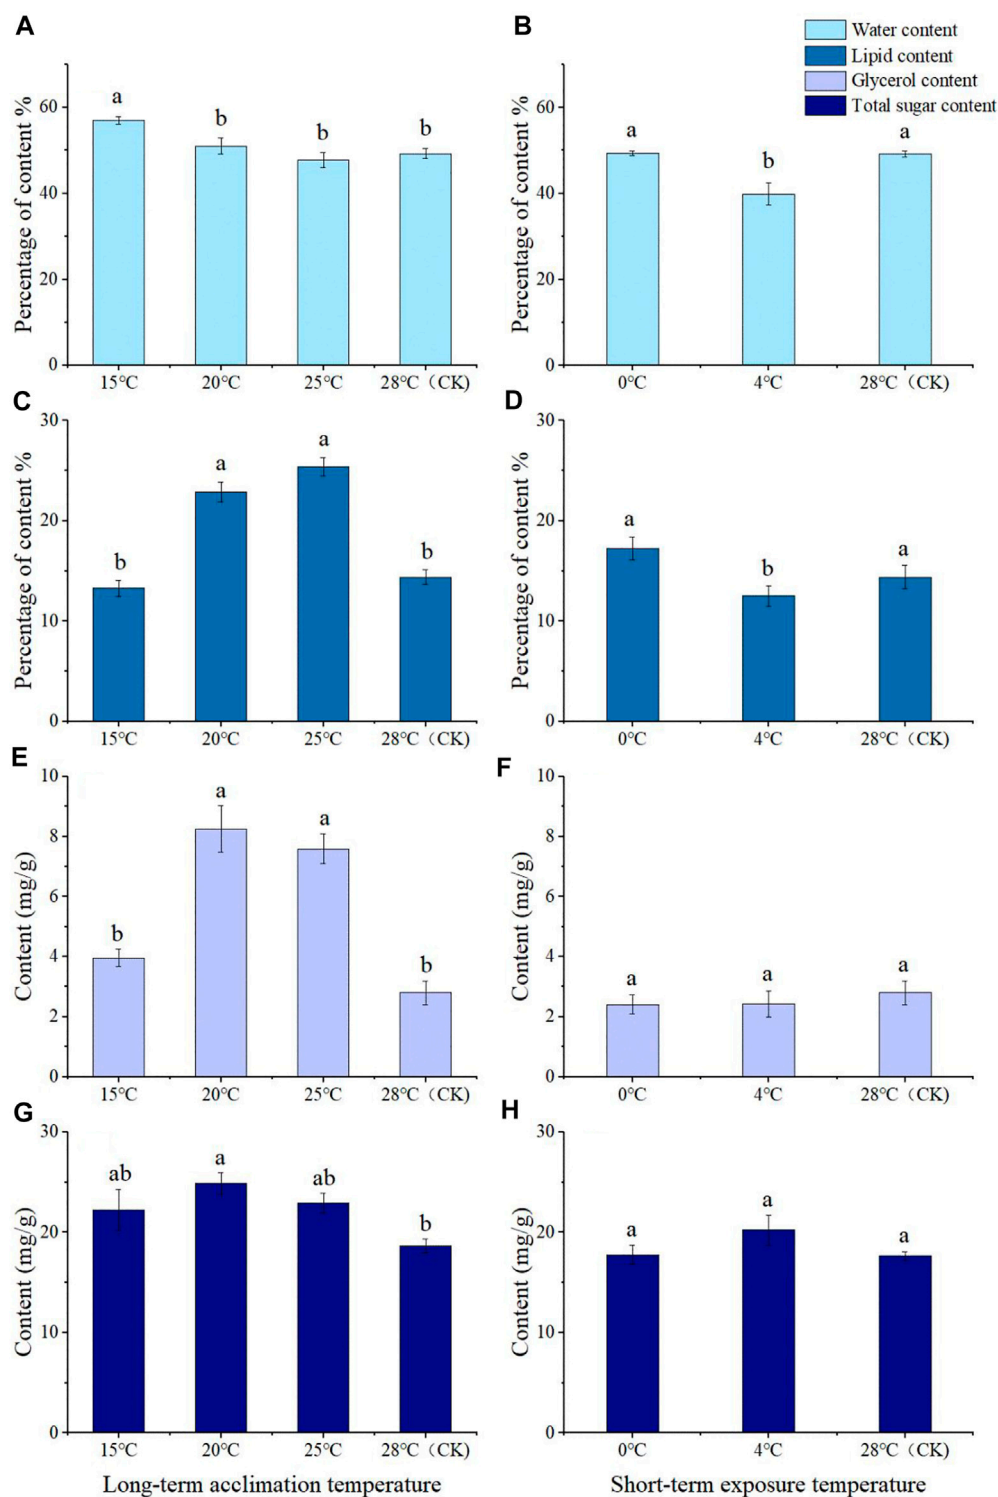 A
B
Water content
Lipid content
Glycerol content
Total sugar content
Percentage of content %
60
40
20
0
a
b
b
b
15℃
20℃
25℃
28℃（CK）
Percentage of content %
60
40
20
0
a
b
a
0℃
4℃
28℃（CK）
C
D
Percentage of content %
30
20
10
0
b
a
a
b
15℃
20℃
25℃
28℃（CK）
Percentage of content %
30
20
10
0
a
b
a
0℃
4℃
28℃（CK）
E
F
Content (mg/g)
10
8
6
4
2
0
b
a
a
b
15℃
20℃
25℃
28℃（CK）
Content (mg/g)
10
8
6
4
2
0
a
a
a
0℃
4℃
28℃（CK）
G
H
Content (mg/g)
30
20
10
0
ab
a
ab
b
15℃
20℃
25℃
28℃（CK）
Long-term acclimation temperature
Content (mg/g)
30
20
10
0
a
a
a
0℃
4℃
28℃（CK）
Short-term exposure temperature